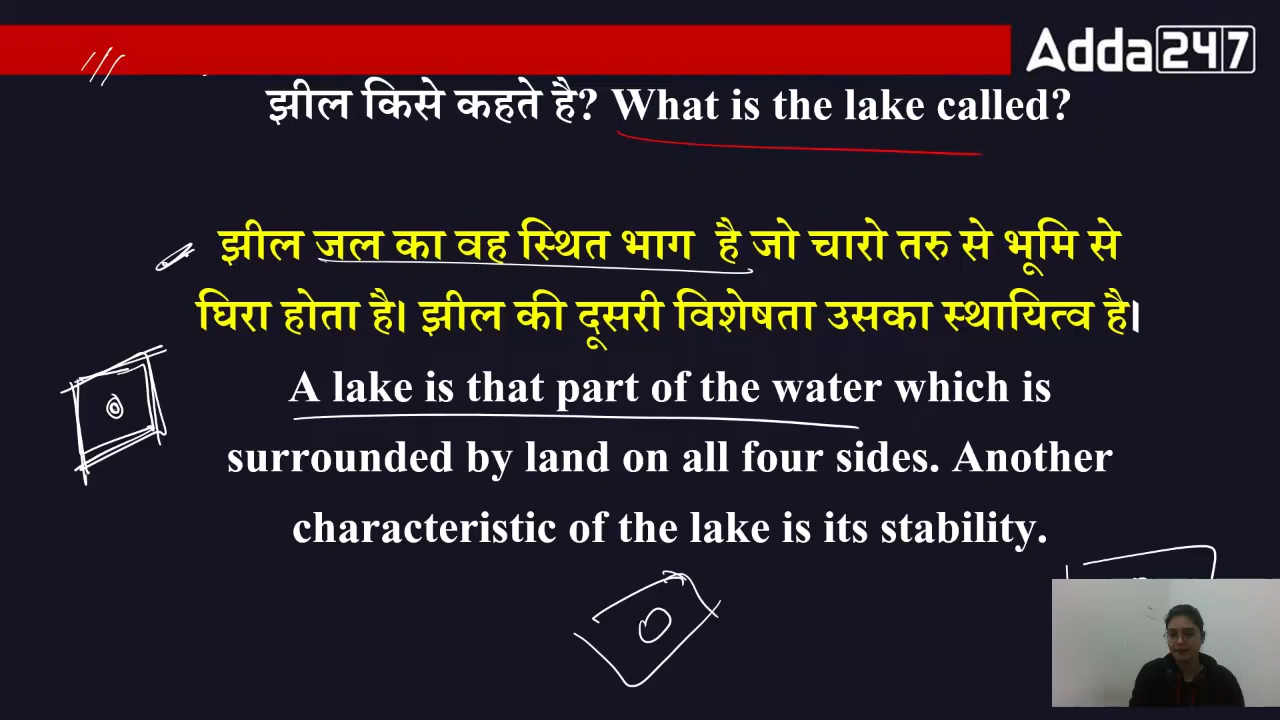 Adda247
झील किसे कहते है? What is the lake called?
झील जल का वह स्थित भाग है जो चारो तरु से भूमि से
घिरा होता है। झील की दूसरी विशेषता उसका स्थायित्व है।
A lake is that part of the water which is
surrounded by land on all four sides. Another
characteristic of the lake is its stability.